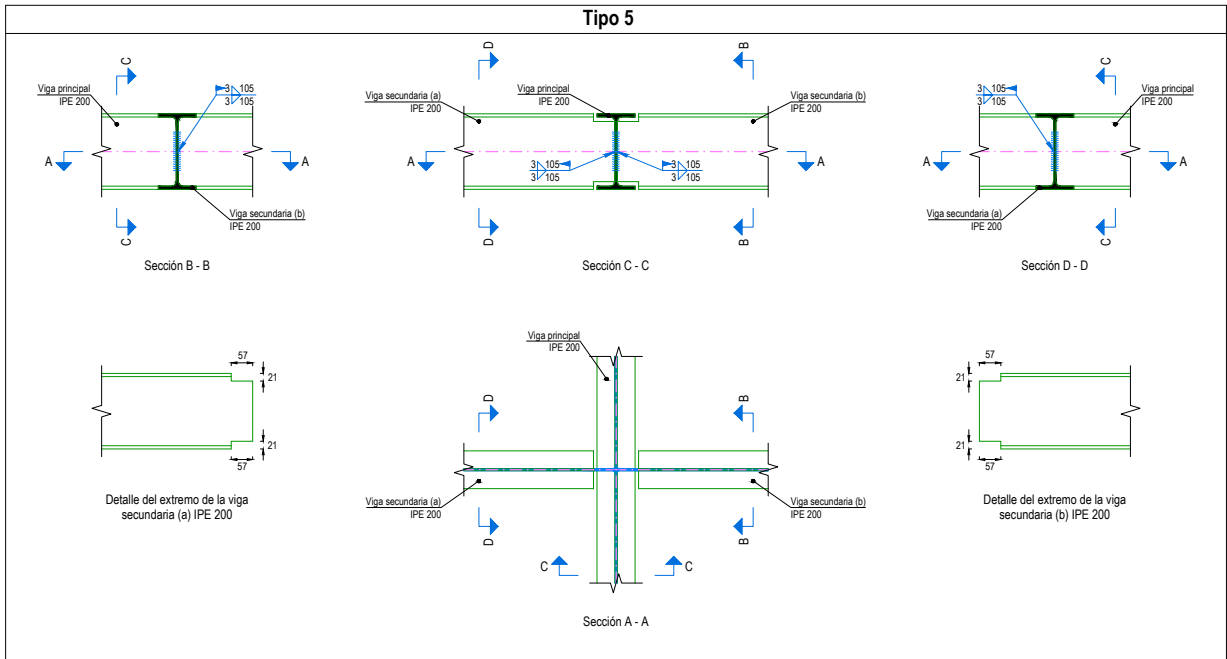 Tipo 5
C
Viga principal
IPE 200
3 105
3 105
A
A
Viga secundaria (b)
IPE 200
C
Sección B - B
D
B
Viga secundaria (a)
IPE 200
Viga principal
IPE 200
Viga secundaria (b)
IPE 200
A
A
3 105
3 105
3 105
3 105
D
B
Sección C - C
C
3 105
3 105
Viga principal
IPE 200
A
A
Viga secundaria (a)
IPE 200
C
Sección D - D
57
21
21
57
Detalle del extremo de la viga
secundaria (a) IPE 200
Viga principal
IPE 200
D
B
Viga secundaria (a)
IPE 200
Viga secundaria (b)
IPE 200
D
B
C
C
Sección A - A
57
21
21
57
Detalle del extremo de la viga
secundaria (b) IPE 200